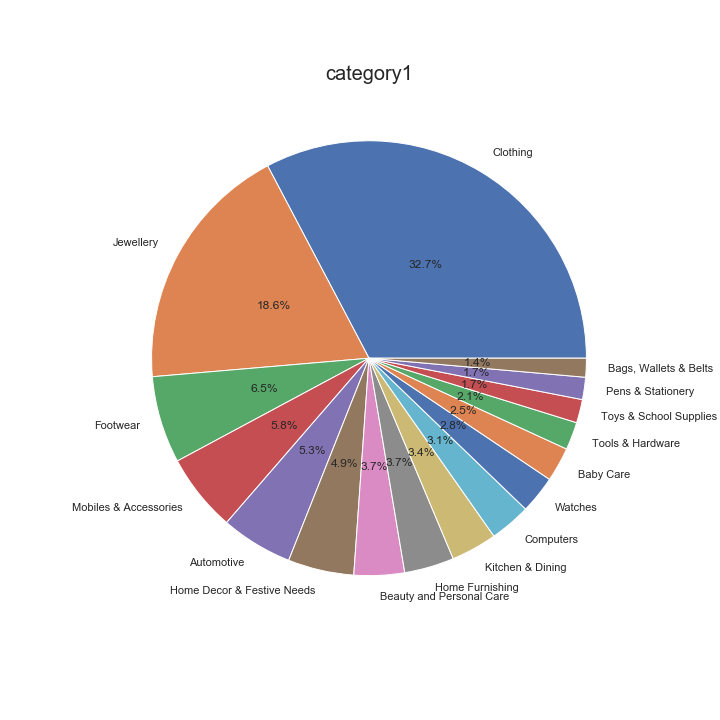 category1
Clothing
32.7%
Jewellery
18.6%
Footwear
6.5%
Mobiles & Accessories
5.8%
Automotive
5.3%
Home Decor & Festive Needs
4.9%
Beauty and Personal Care
3.7%
Home Furnishing
3.7%
Kitchen & Dining
3.4%
Computers
3.1%
Watches
2.8%
Baby Care
2.5%
Tools & Hardware
2.1%
Toys & School Supplies
1.7%
Pens & Stationery
1.7%
Bags, Wallets & Belts
1.4%